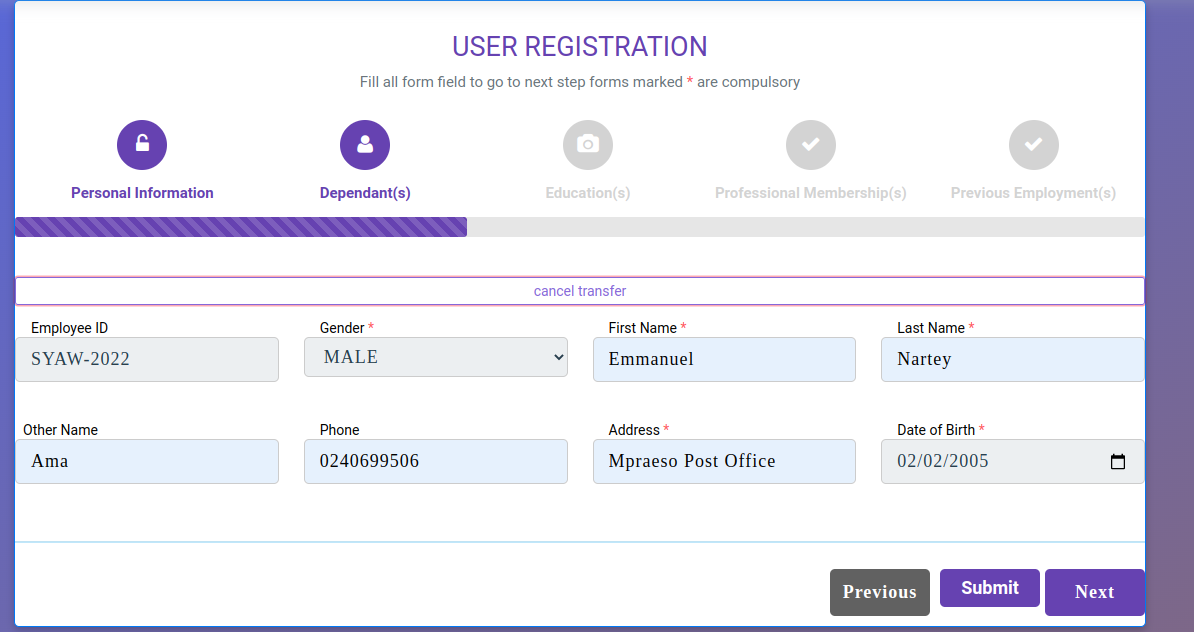 USER REGISTRATION
Fill all form field to go to next step forms marked * are compulsory
Personal Information Dependant(s) Education(s) Professional Membership(s) Previous Employment(s)
cancel transfer
Employee ID Gender * First Name * Last Name *
SYAW-2022 MALE Emmanuel Nartey
Other Name Phone Address * Date of Birth *
Ama 0240699506 Mpraeso Post Office 02/02/2005
Previous Submit Next